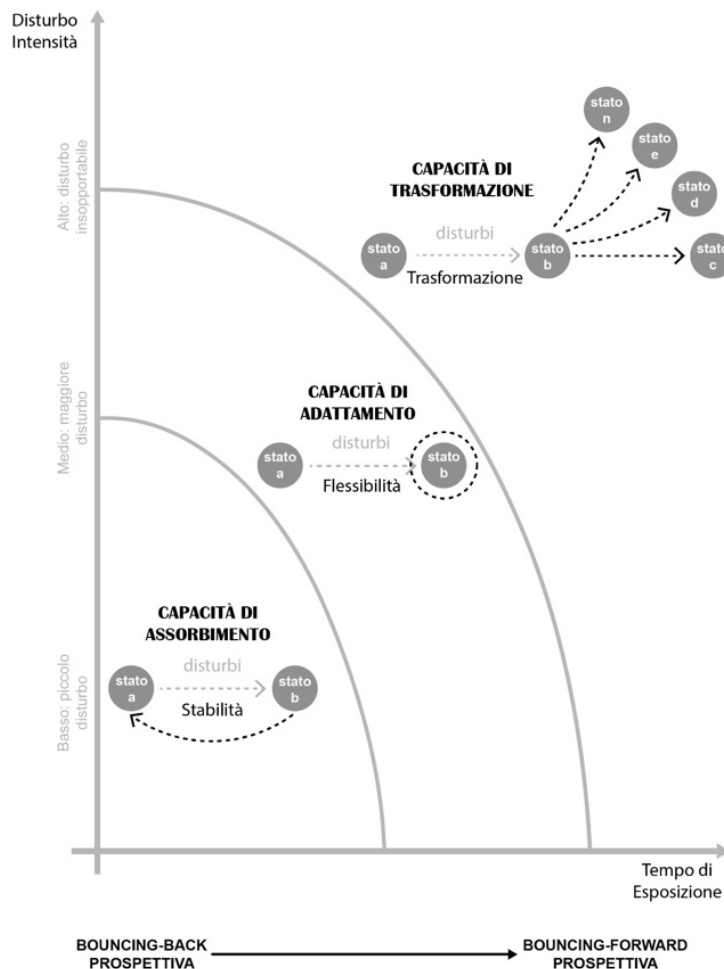 Disturbo
Intensità
Alto: disturbo
insopportabile
Medio: maggiore
disturbo
Basso: piccolo
disturbo
CAPACITÀ DI
TRASFORMAZIONE
stato
a
disturbi
Trasformazione
stato
b
stato
n
stato
e
stato
d
stato
c
CAPACITÀ DI
ADATTAMENTO
stato
a
disturbi
Flessibilità
stato
b
CAPACITÀ DI
ASSORBIMENTO
stato
a
disturbi
Stabilità
stato
b
Tempo di
Esposizione
BOUNCING-BACK
PROSPETTIVA
BOUNCING-FORWARD
PROSPETTIVA